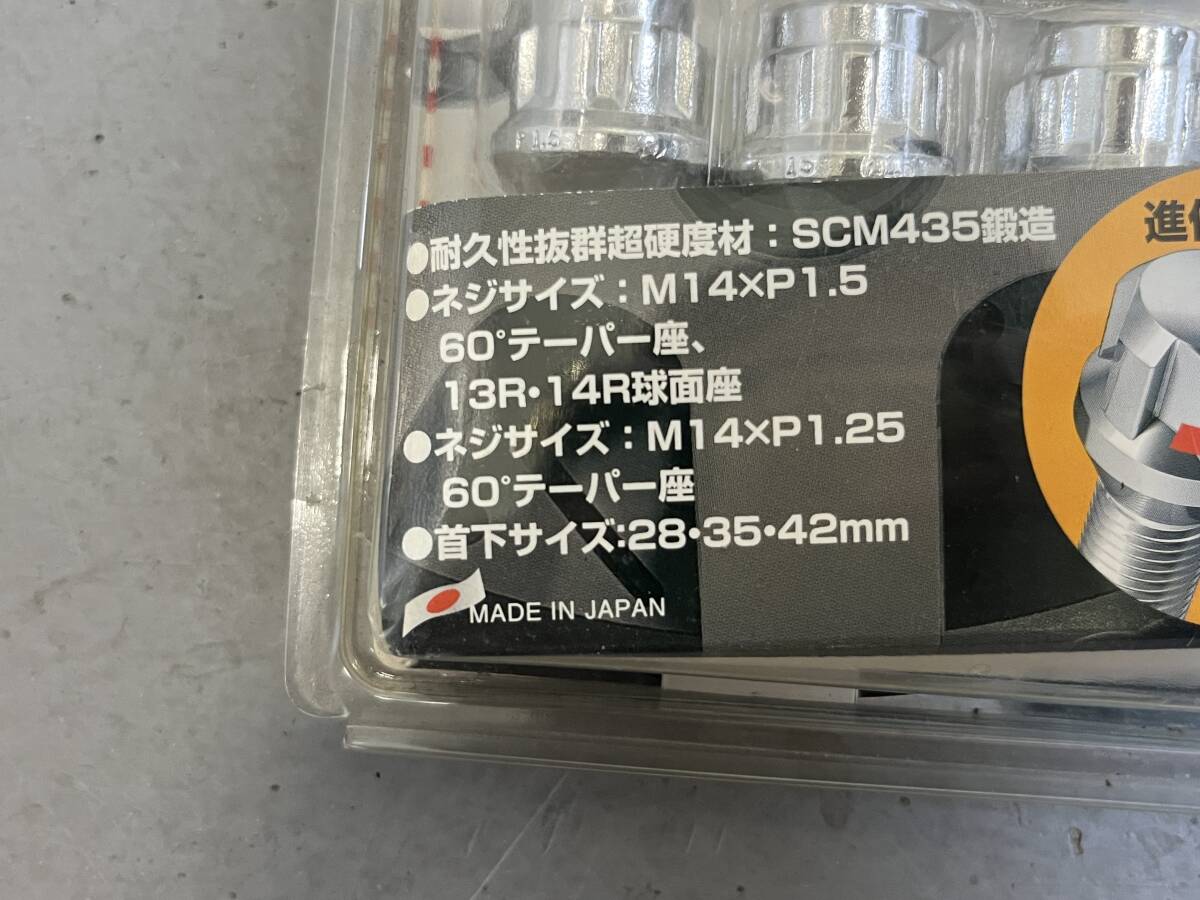 ●耐久性抜群超硬度材：SCM435鍛造
●ネジサイズ：M14×P1.5
60°テーパー座、
13R・14R球面座
●ネジサイズ：M14×P1.25
60°テーパー座
●首下サイズ:28・35・42mm
MADE IN JAPAN
1.5
進